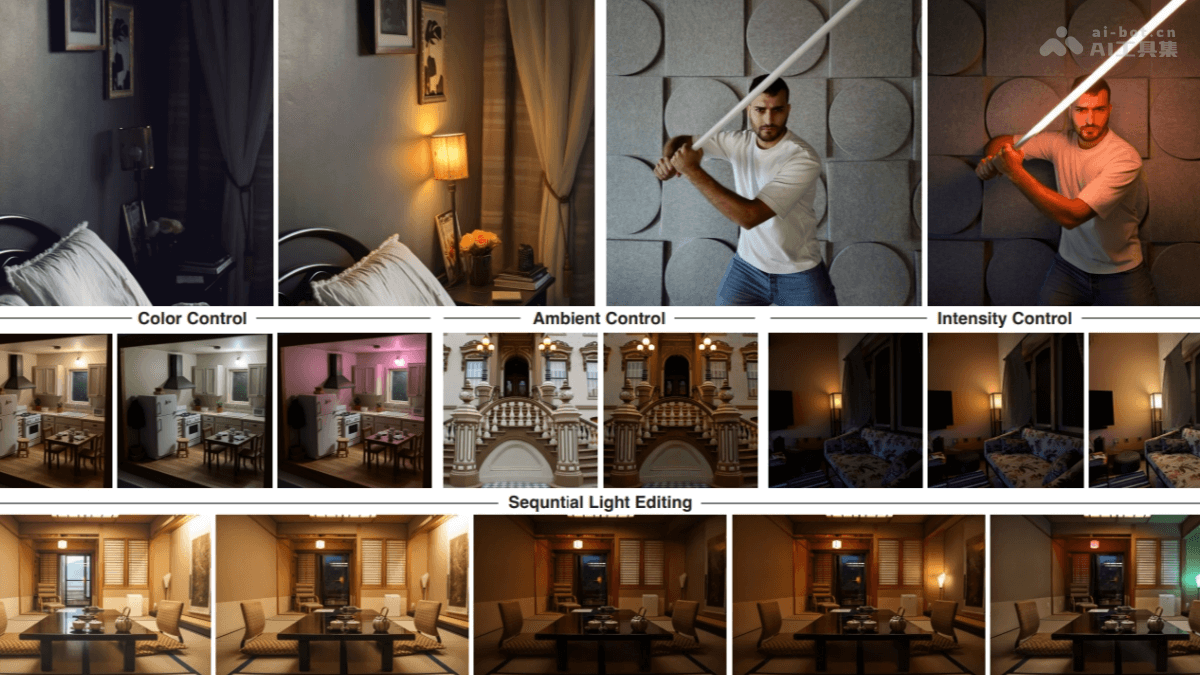 ai-bot.cn
AI工具集
Color Control
Ambient Control
Intensity Control
Sequntial Light Editing